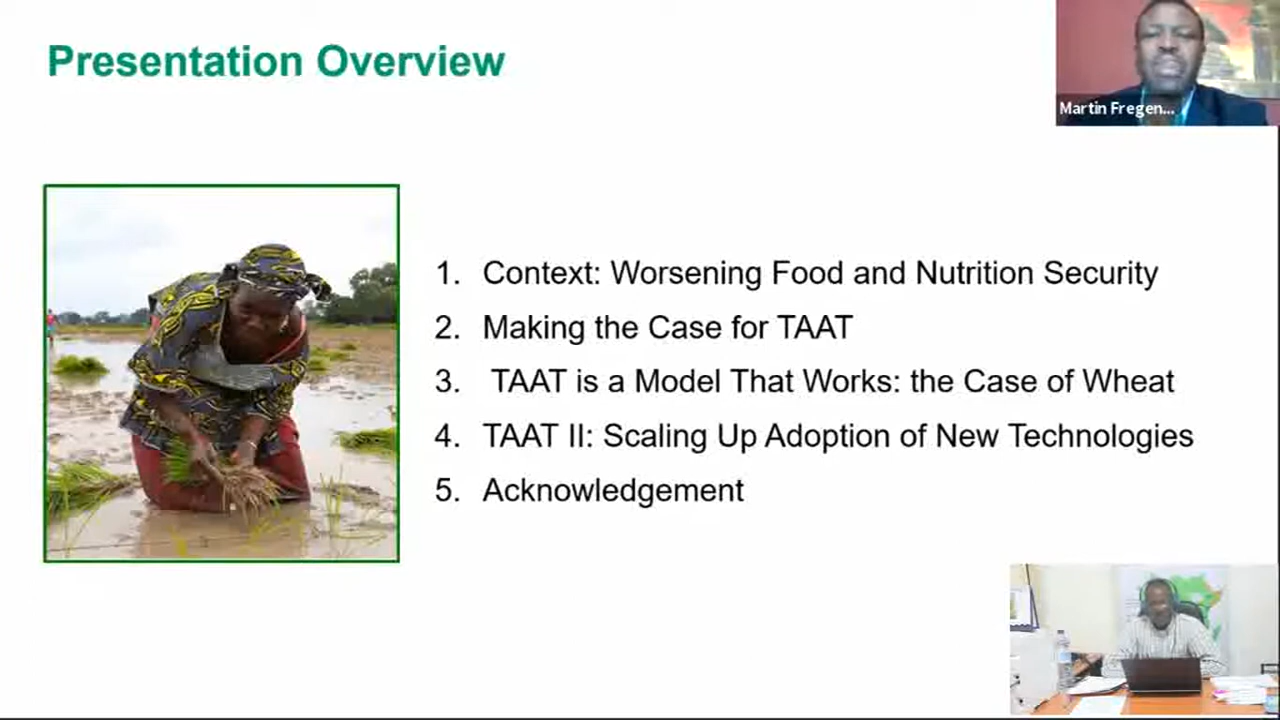 Presentation Overview
Martin Fregen...
1. Context: Worsening Food and Nutrition Security
2. Making the Case for TAAT
3. TAAT is a Model That Works: the Case of Wheat
4. TAAT II: Scaling Up Adoption of New Technologies
5. Acknowledgement